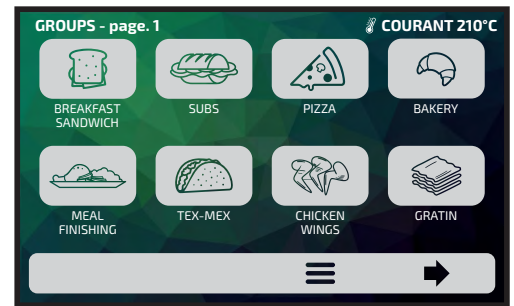 GROUPS - page. 1
COURANT 210°C
BREAKFAST
SANDWICH
SUBS
PIZZA
BAKERY
MEAL
FINISHING
TEX-MEX
CHICKEN
WINGS
GRATIN